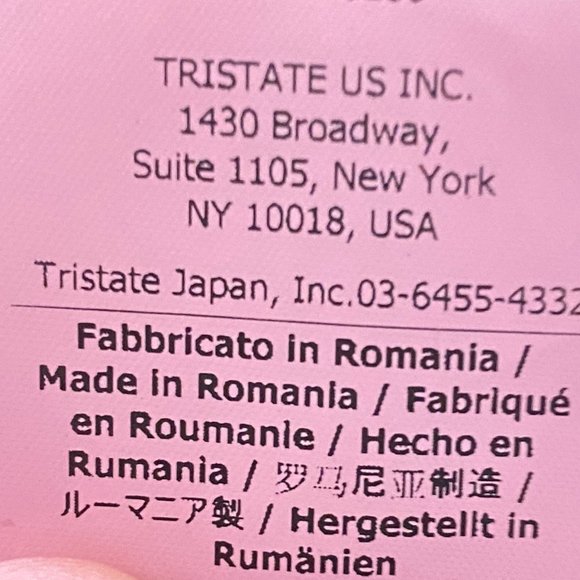 TRISTATE US INC.
1430 Broadway,
Suite 1105, New York
NY 10018, USA
Tristate Japan, Inc.03-6455-4332
Fabbricato in Romania /
Made in Romania / Fabriqué
en Roumanie / Hecho en
Rumania / 罗马尼亚制造 /
ルーマニア製 / Hergestellt in
Rumänien